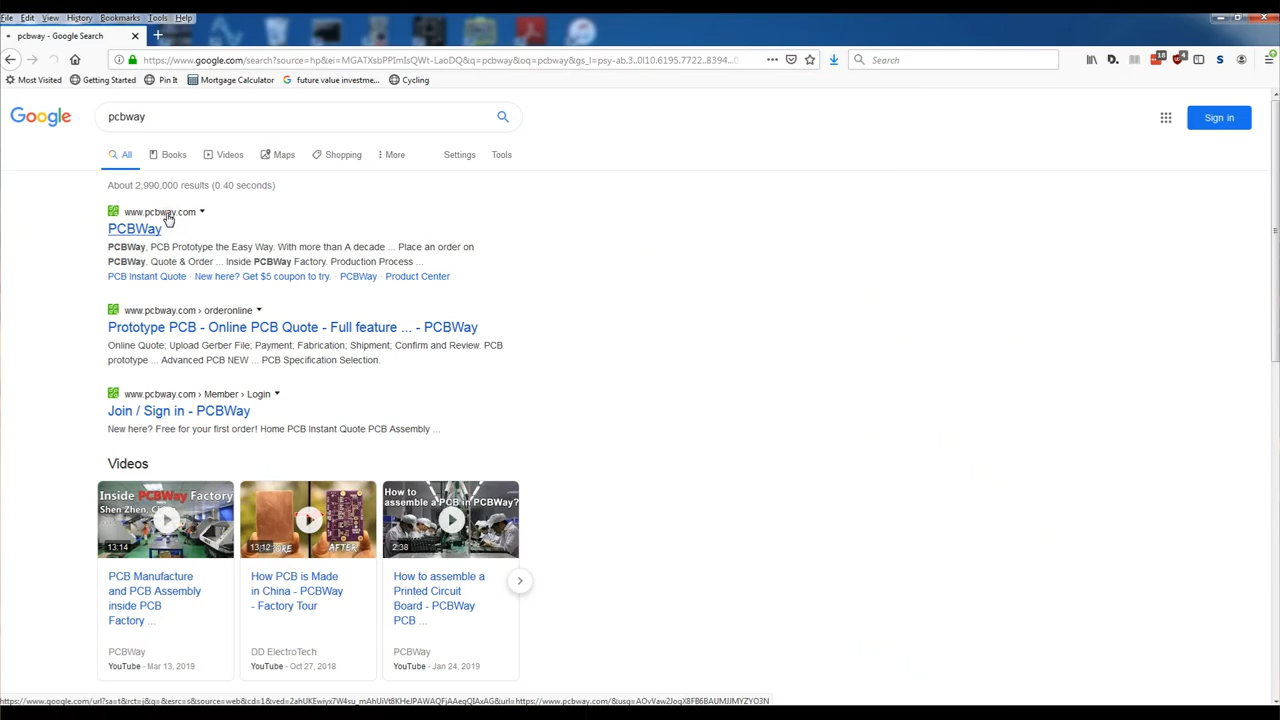 File Edit View History Bookmarks Tools Help
pcbway - Google Search
Search
Most Visited Getting Started Pin It Mortgage Calculator future value investme... Cycling
Google
pcbway
Sign in
All Books Videos Maps Shopping More Settings Tools
About 2,990,000 results (0.40 seconds)
www.pcbway.com
PCBWay
PCBWay, PCB Prototype the Easy Way. With more than A decade ... Place an order on
PCBWay. Quote & Order ... Inside PCBWay Factory. Production Process ...
PCB Instant Quote · New here? Get $5 coupon to try. · PCBWay · Product Center
www.pcbway.com › orderonline
Prototype PCB - Online PCB Quote - Full feature ... - PCBWay
Online Quote; Upload Gerber File; Payment; Fabrication; Shipment; Confirm and Review. PCB
prototype ... Advanced PCB NEW ... PCB Specification Selection.
www.pcbway.com › Member › Login
Join / Sign in - PCBWay
New here? Free for your first order! Home PCB Instant Quote PCB Assembly ...
Videos
Inside PCBWay Factory
Shen Zhen,
13:14
13:12
AFTER
How to
assemble a PCB in PCBWay?
2:38
PCB Manufacture
and PCB Assembly
inside PCB
Factory ...
PCBWay
YouTube - Mar 13, 2019
How PCB is Made
in China - PCBWay
- Factory Tour
DD ElectroTech
YouTube - Oct 27, 2018
How to assemble a
Printed Circuit
Board - PCBWay
PCB ...
PCBWay
YouTube - Jan 24, 2019